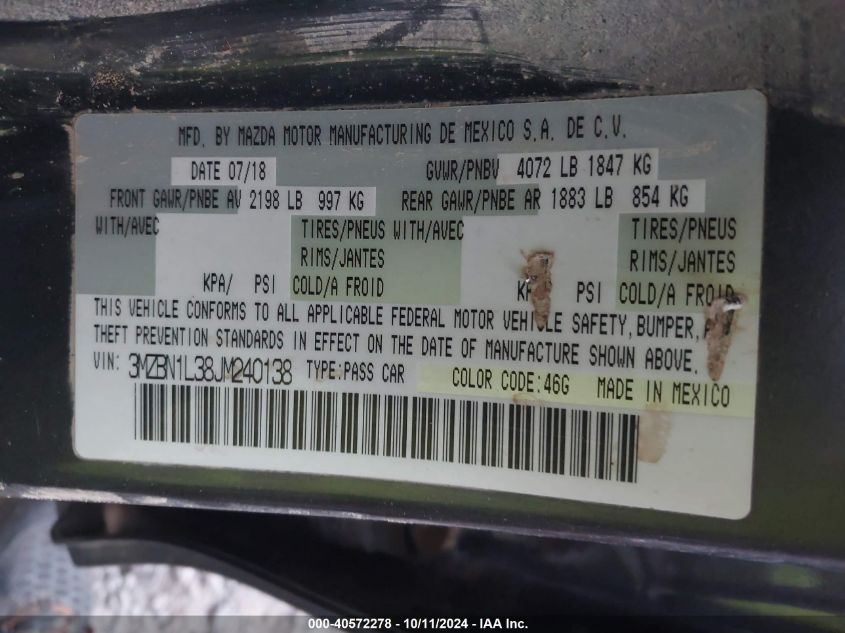 MFD. BY MAZDA MOTOR MANUFACTURING DE MEXICO S.A. DE C.V.
DATE 07/18 GVWR/PNBV 4072 LB 1847 KG
FRONT GAWR/PNBE AV 2198 LB 997 KG REAR GAWR/PNBE AR 1883 LB 854 KG
WITH/AVEC TIRES/PNEUS WITH/AVEC TIRES/PNEUS
RIMS/JANTES RIMS/JANTES
KPA/ PSI COLD/A FROID PSI COLD/A FROID
THIS VEHICLE CONFORMS TO ALL APPLICABLE FEDERAL MOTOR VEHICLE SAFETY, BUMPER,
THEFT PREVENTION STANDARDS IN EFFECT ON THE DATE OF MANUFACTURE SHOWN ABOVE.
VIN: 3MZBN1L38JM240138 TYPE: PASS CAR COLOR CODE: 46G MADE IN MEXICO
000-40572278 - 10/11/2024 - IAA Inc.